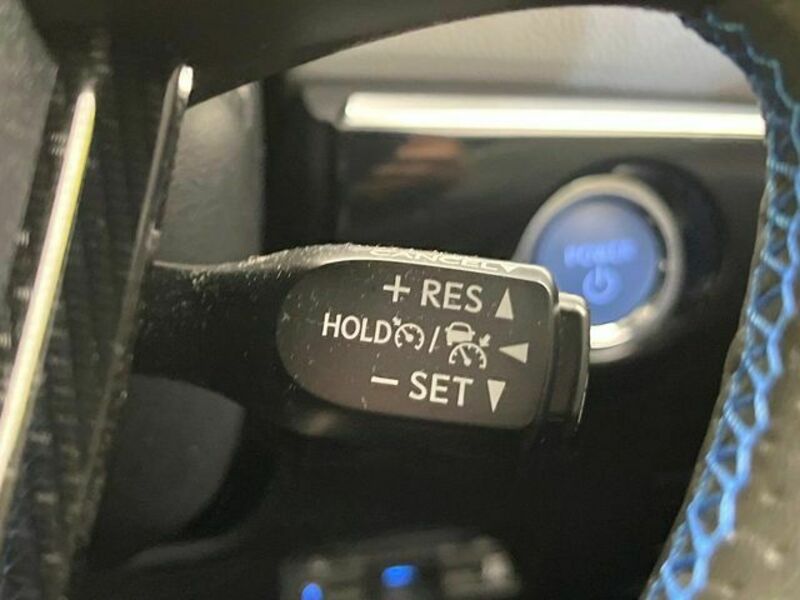 CANCEL
+ RES
HOLD /
− SET
POWER